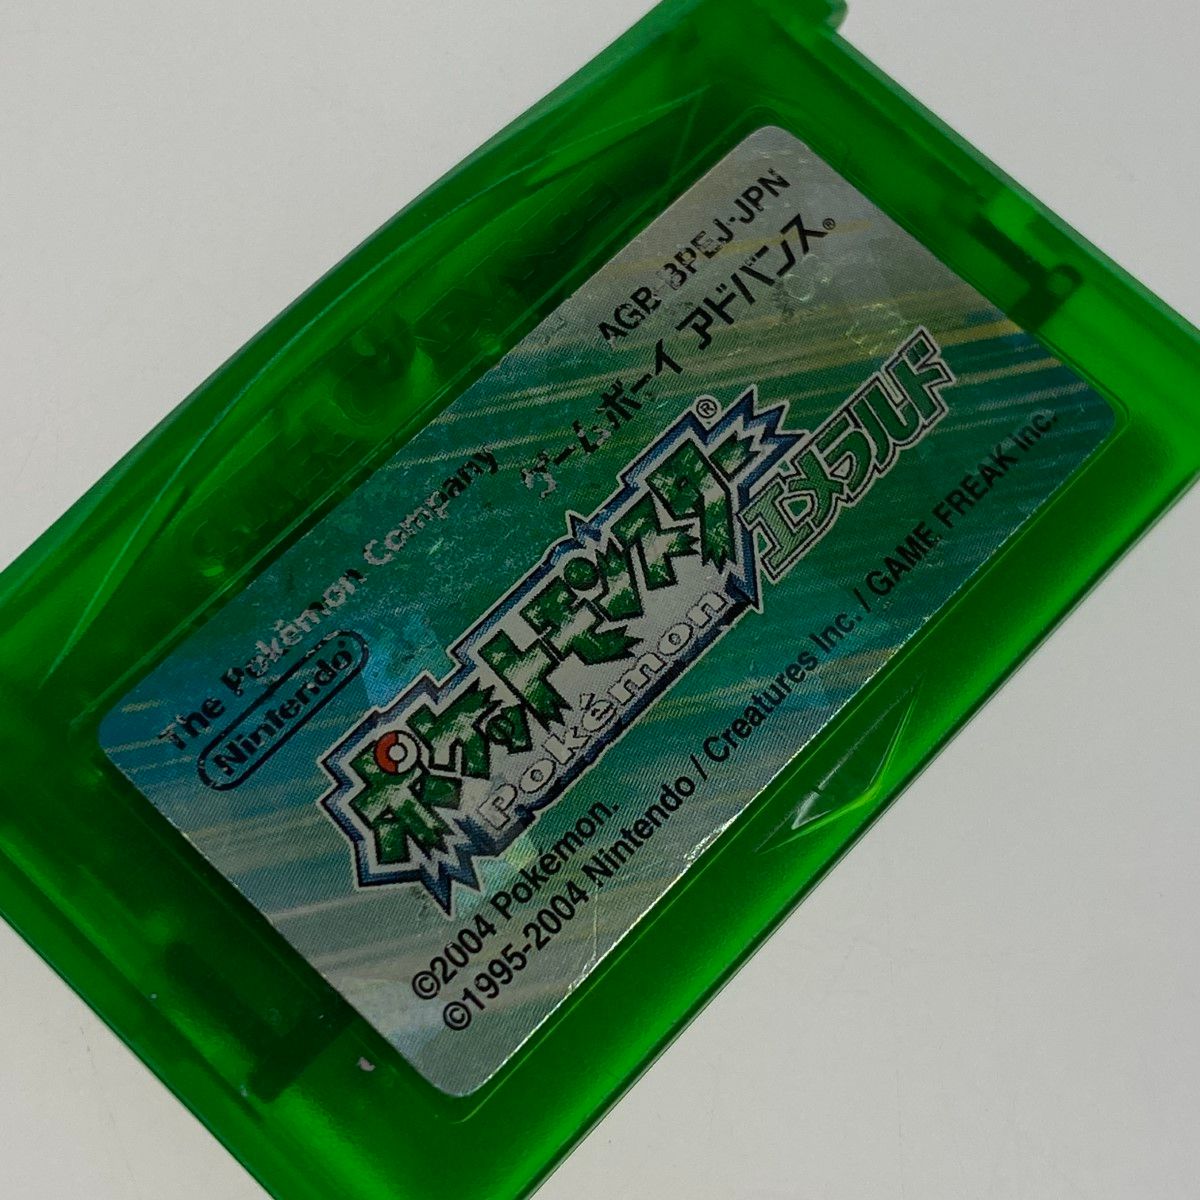 AGB-BPEJ-JPN
ゲームボーイ アドバンス®
The Pokémon Company
Nintendo®
ポケットモンスター®
エメラルド
Pokémon
©2004 Pokémon.
©1995-2004 Nintendo / Creatures Inc. / GAME FREAK inc.